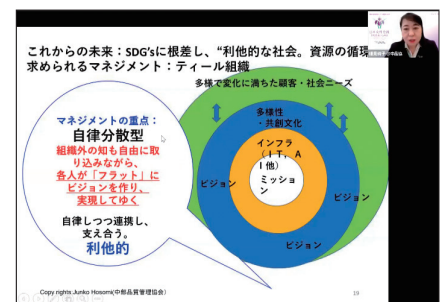 これからの未来：SDG'sに根差し、“利他的な社会。資源の循環
求められるマネジメント：ティール組織
多様で変化に満ちた顧客・社会ニーズ
マネジメントの重点：
自律分散型
組織外の知も自由に取
り込みながら、
各人が「フラット」に
ビジョンを作り、
実現してゆく
自律しつつ連携し、
支え合う。
利他的
多様性
・共創文化
インフラ
（ＩＴ，Ａ
Ｉ他）
ミッショ
ン
ビジョン
ビジョン
ビジョン
Copy rights Junko Hosomi(中部品質管理協会)
19